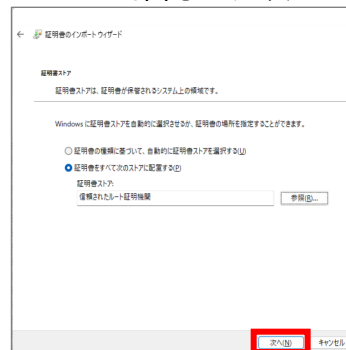 ← 証明書のインポート ウィザード
証明書ストア
証明書ストアは、証明書が保管されるシステム上の領域です。
Windows に証明書ストアを自動的に選択させるか、証明書の場所を指定することができます。
証明書の種類に基づいて、自動的に証明書ストアを選択する(U)
証明書をすべて次のストアに配置する(P)
証明書ストア:
信頼されたルート証明機関
参照(R)...
次へ(N) キャンセル